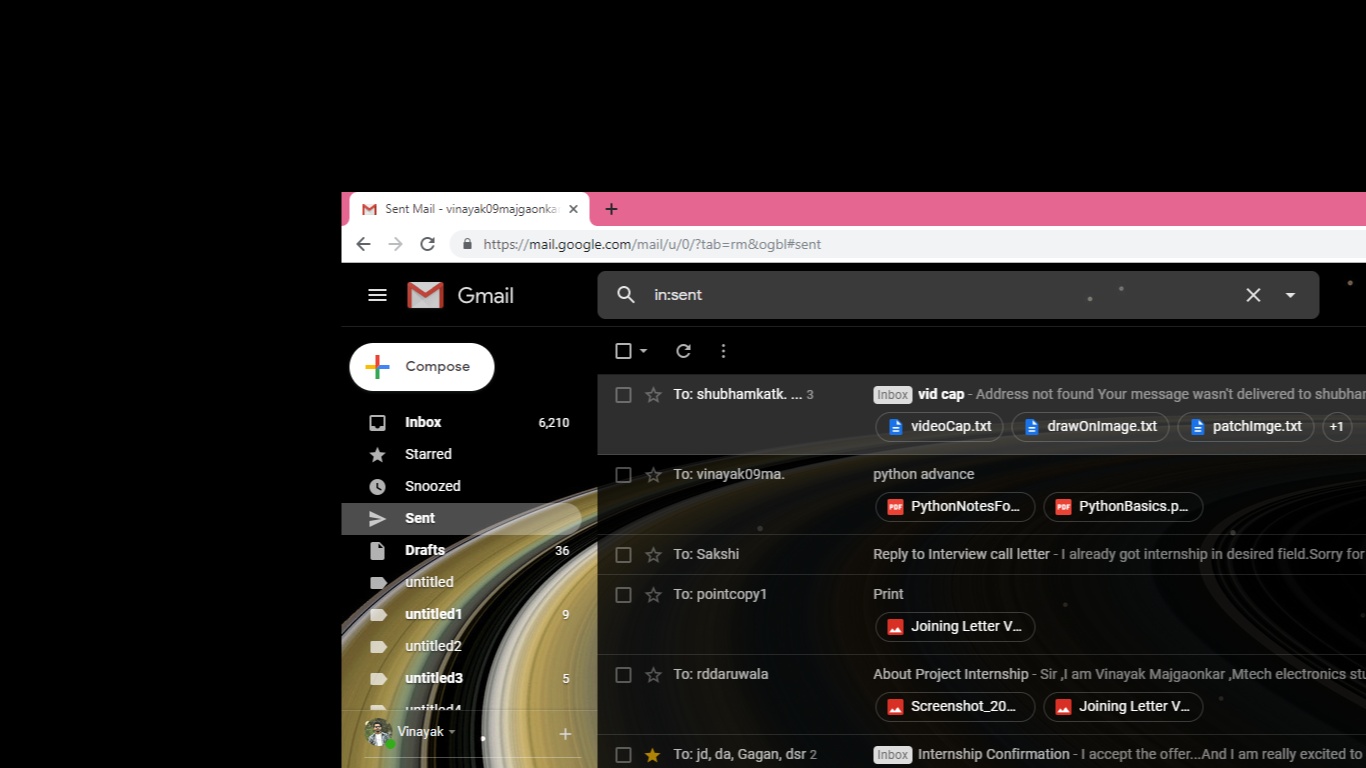 Sent Mail - vinayak09majgaonka
https://mail.google.com/mail/u/0/?tab=rm&ogbl#sent
Gmail
in:sent
Compose
Inbox 6,210
Starred
Snoozed
Sent
Drafts 36
untitled
untitled1 9
untitled2
untitled3 5
untitled4
Vinayak
To: shubhamkatk. ... 3 Inbox vid cap - Address not found Your message wasn't delivered to shubhar
videoCap.txt drawOnImage.txt patchImge.txt +1
To: vinayak09ma. python advance
PDF PythonNotesFo... PDF PythonBasics.p...
To: Sakshi Reply to Interview call letter - I already got internship in desired field.Sorry for
To: pointcopy1 Print
Joining Letter V...
To: rddaruwala About Project Internship - Sir ,I am Vinayak Majgaonkar ,Mtech electronics stu
Screenshot_20... Joining Letter V...
To: jd, da, Gagan, dsr 2 Inbox Internship Confirmation - I accept the offer...And I am really excited to